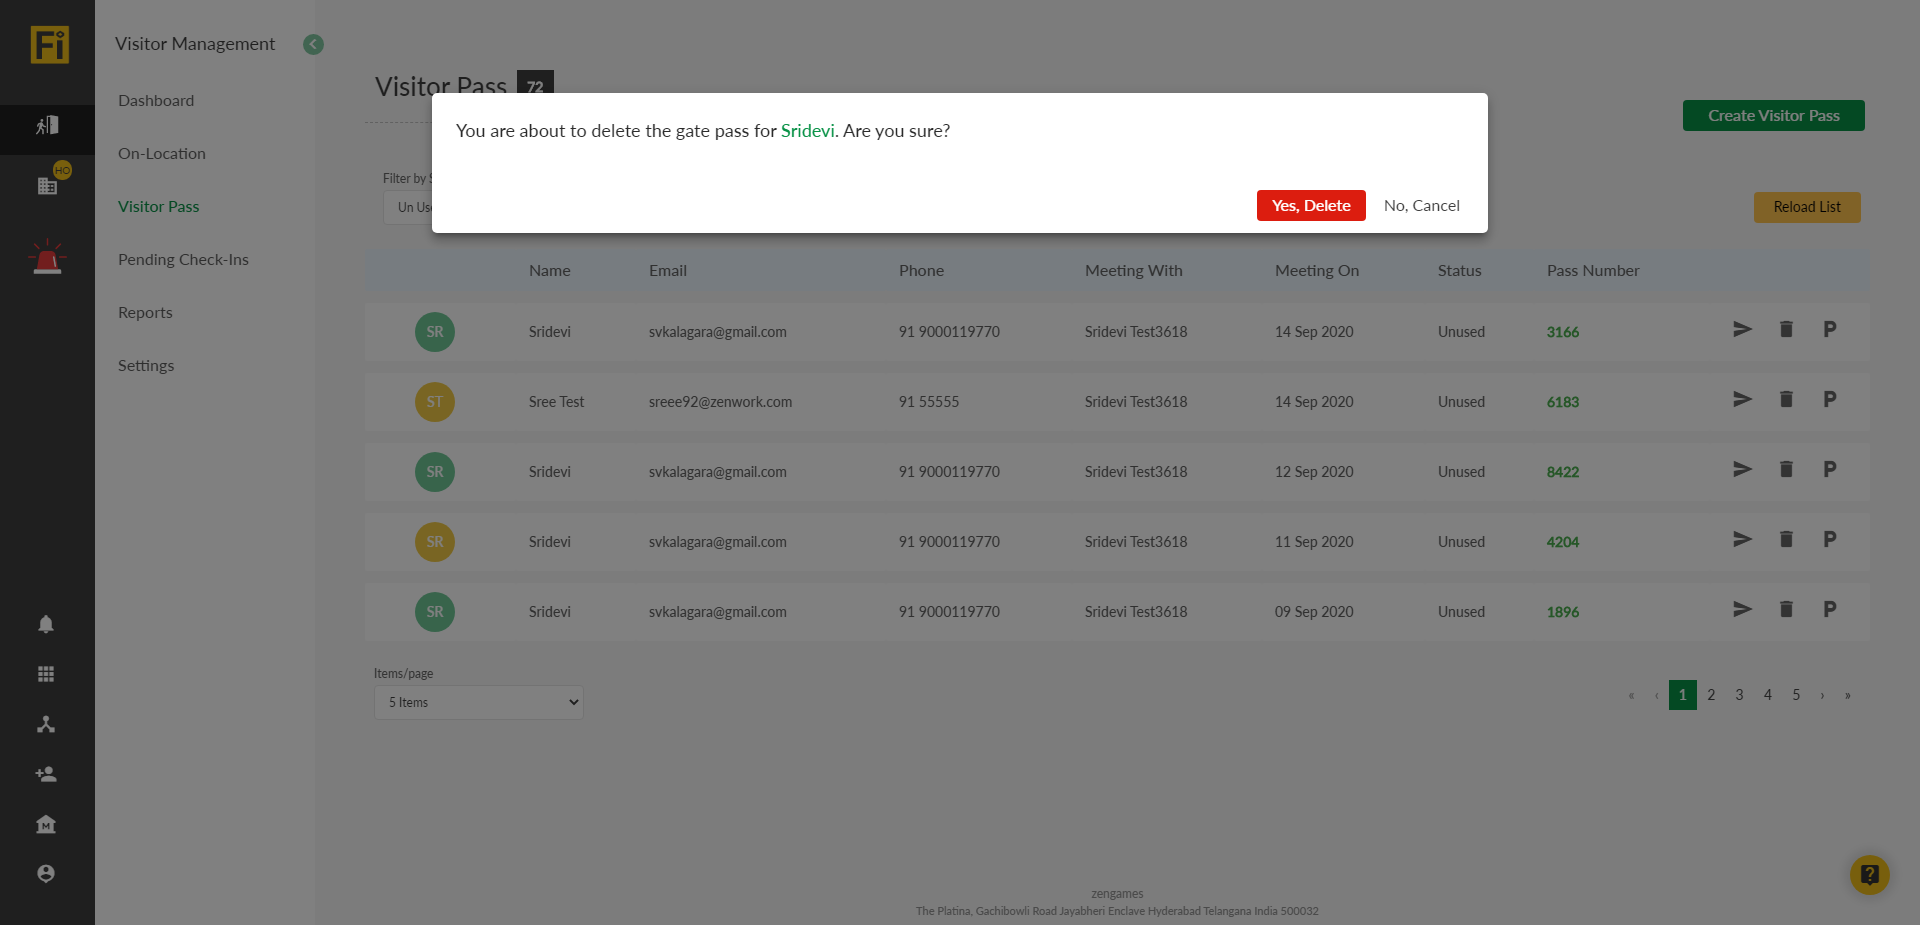 Fi
Visitor Management
HO
Dashboard
On-Location
Visitor Pass
Pending Check-Ins
Reports
Settings
Visitor Pass 72
Create Visitor Pass
You are about to delete the gate pass for Sridevi. Are you sure?
Yes, Delete No, Cancel
Filter by
Un
Reload List
Name Email Phone Meeting With Meeting On Status Pass Number
SR Sridevi svkalagara@gmail.com 91 9000119770 Sridevi Test3618 14 Sep 2020 Unused 3166 P
ST Sree Test sreee92@zenwork.com 91 55555 Sridevi Test3618 14 Sep 2020 Unused 6183 P
SR Sridevi svkalagara@gmail.com 91 9000119770 Sridevi Test3618 12 Sep 2020 Unused 8422 P
SR Sridevi svkalagara@gmail.com 91 9000119770 Sridevi Test3618 11 Sep 2020 Unused 4204 P
SR Sridevi svkalagara@gmail.com 91 9000119770 Sridevi Test3618 09 Sep 2020 Unused 1896 P
Items/page
5 Items
« ‹ 1 2 3 4 5 › »
M
?
zengames
The Platina, Gachibowli Road Jayabheri Enclave Hyderabad Telangana India 500032